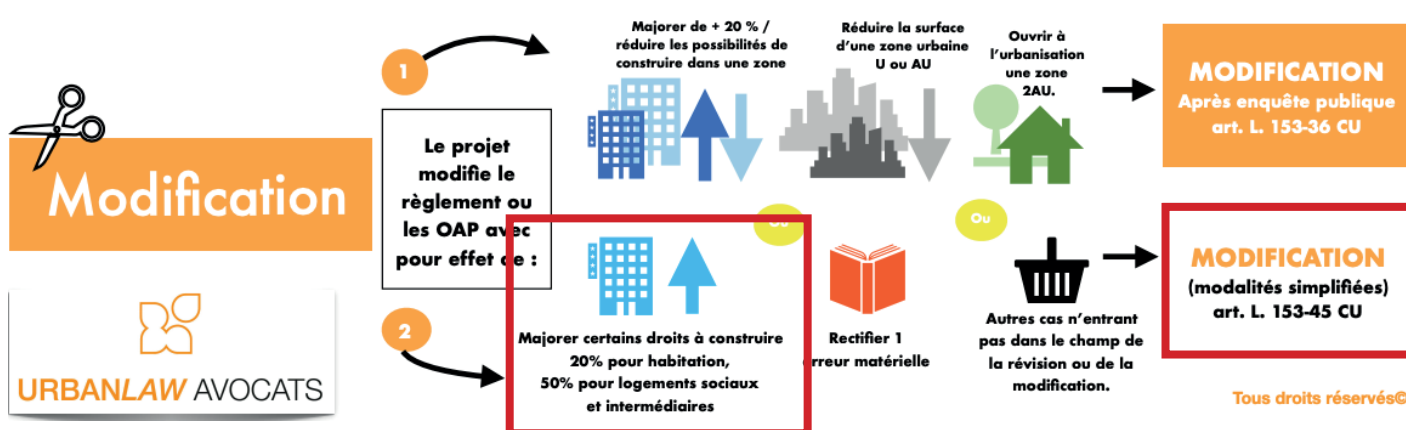 Modification
URBANLAW AVOCATS
1
Le projet
modifie le
règlement ou
les OAP avec
pour effet de :
2
Majorer de + 20 % /
réduire les possibilités de
construire dans une zone
Réduire la surface
d'une zone urbaine
U ou AU
Ouvrir à
l'urbanisation
une zone
2AU.
MODIFICATION
Après enquête publique
art. L. 153-36 CU
Ou
Ou
Majorer certains droits à construire
20% pour habitation,
50% pour logements sociaux
et intermédiaires
Rectifier 1
erreur matérielle
Autres cas n'entrant
pas dans le champ de
la révision ou de la
modification.
MODIFICATION
(modalités simplifiées)
art. L. 153-45 CU
Tous droits réservés©